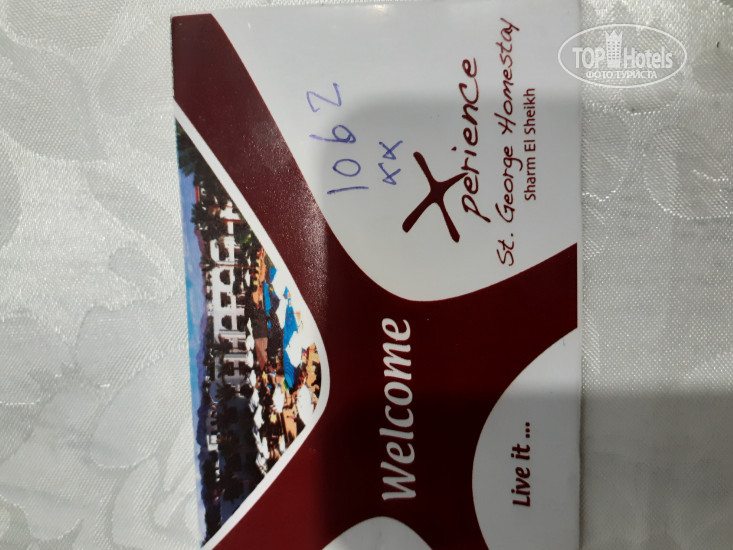 1062
xx
Xperience
St. George Homestay
Sharm El Sheikh
Welcome
Live it ...
TOP Hotels
ФОТО ТУРИСТА